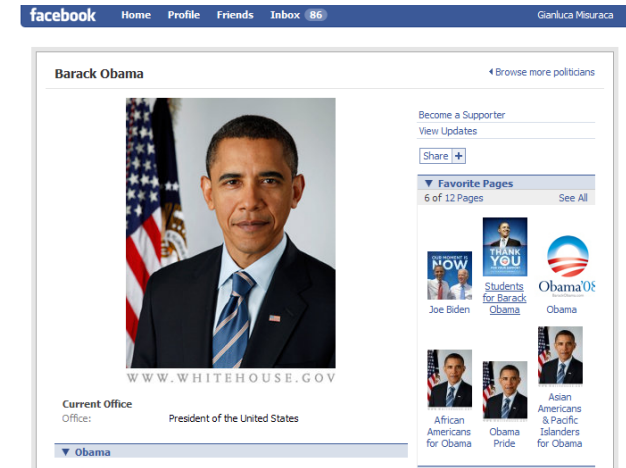 facebook Home Profile Friends Inbox 86 Gianluca Misuraca
Barack Obama
Browse more politicians
WWW.WHITEHOUSE.GOV
Current Office
Office: President of the United States
Obama
Become a Supporter
View Updates
Share +
Favorite Pages
6 of 12 Pages See All
OUR MOMENT IS
NOW
THANK
YOU
Obama'08
BarackObama.com
Joe Biden
Students
for Barack
Obama
Obama
African
Americans
for Obama
Obama
Pride
Asian
Americans
& Pacific
Islanders
for Obama